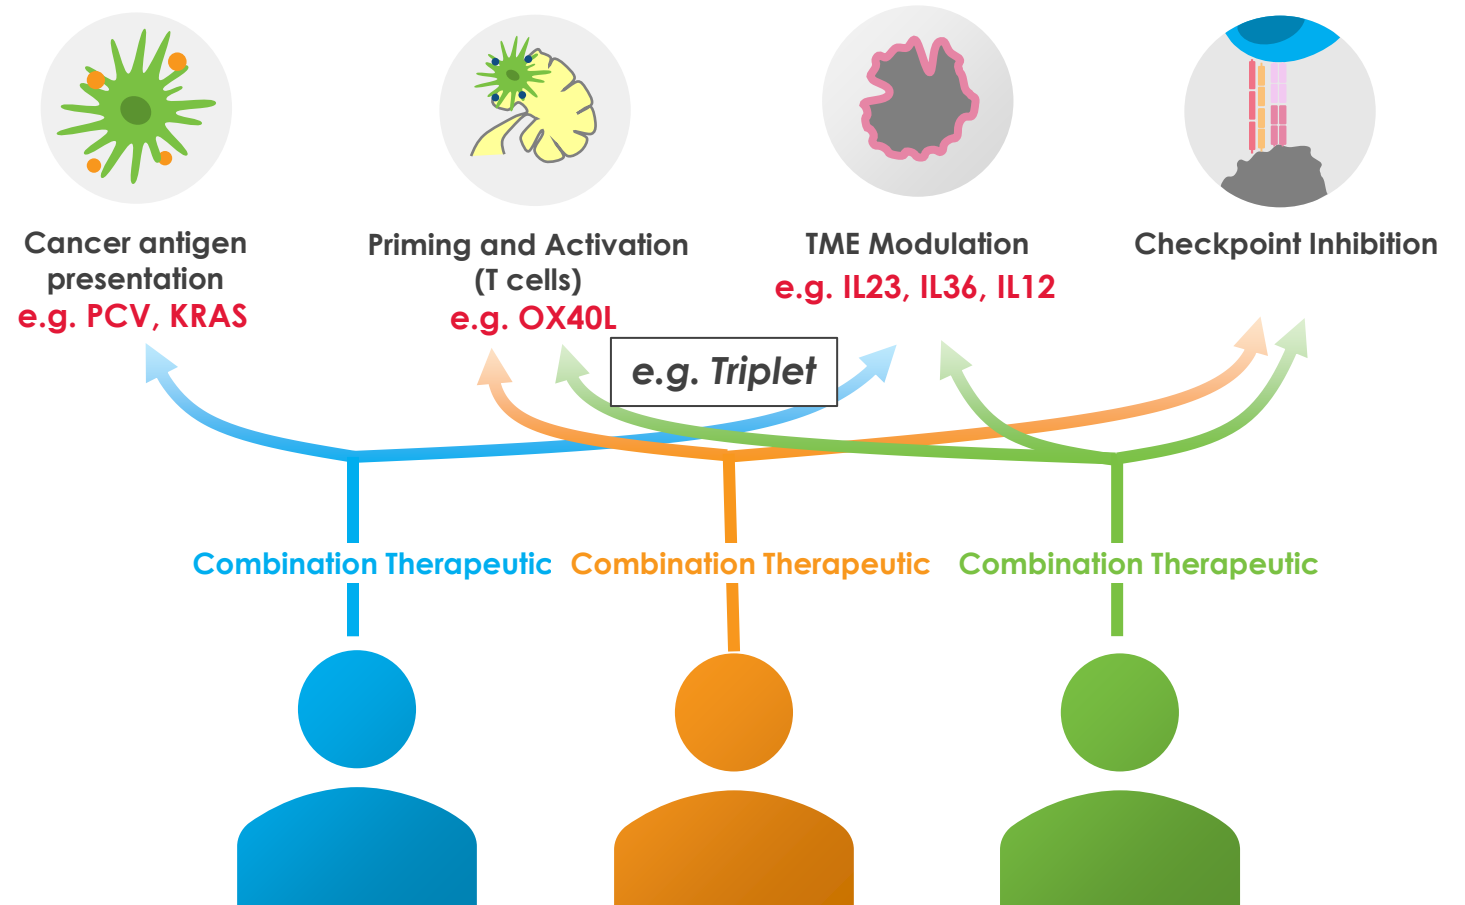 Cancer antigen
presentation
e.g. PCV, KRAS
Priming and Activation
(T cells)
e.g. OX40L
TME Modulation
e.g. IL23, IL36, IL12
Checkpoint Inhibition
e.g. Triplet
Combination Therapeutic
Combination Therapeutic
Combination Therapeutic